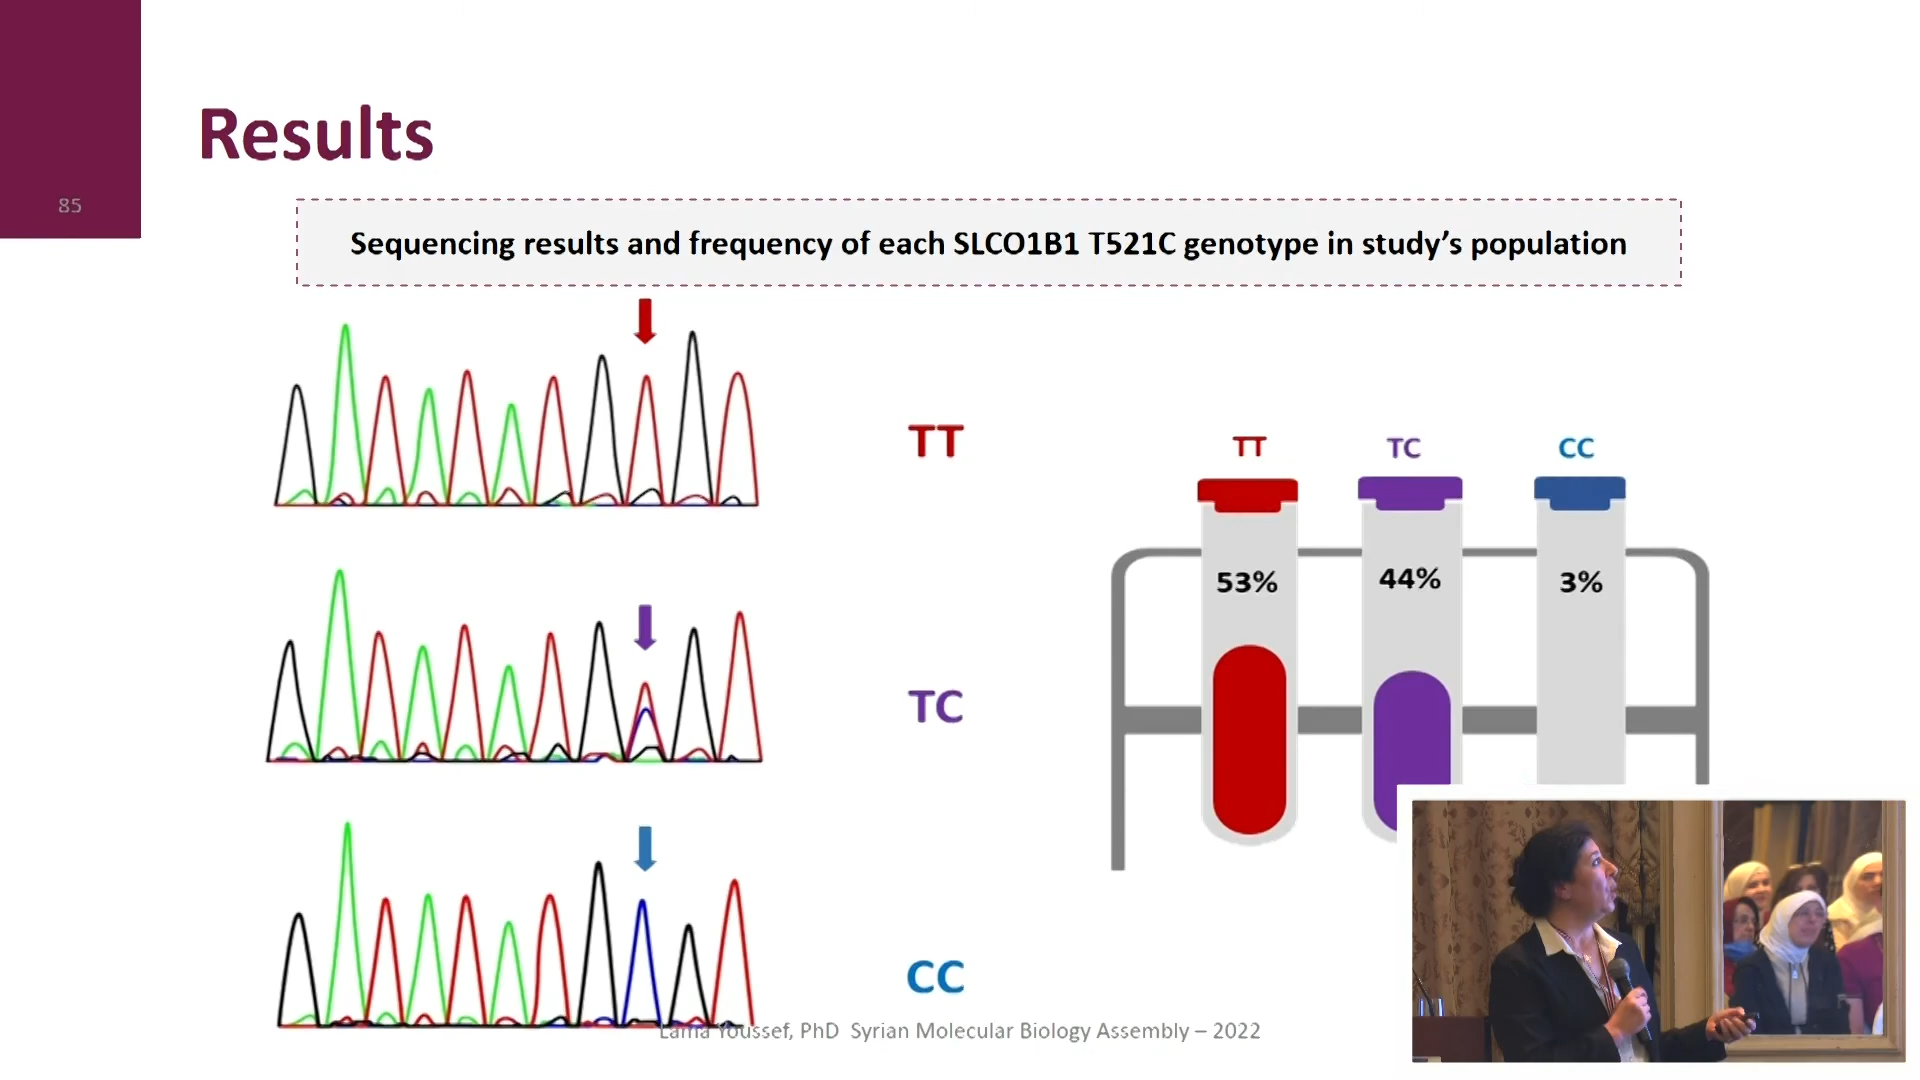 Results
85
Sequencing results and frequency of each SLCO1B1 T521C genotype in study's population
TT
TC
CC
TT TC CC
53% 44% 3%
Lama Youssef, PhD Syrian Molecular Biology Assembly – 2022